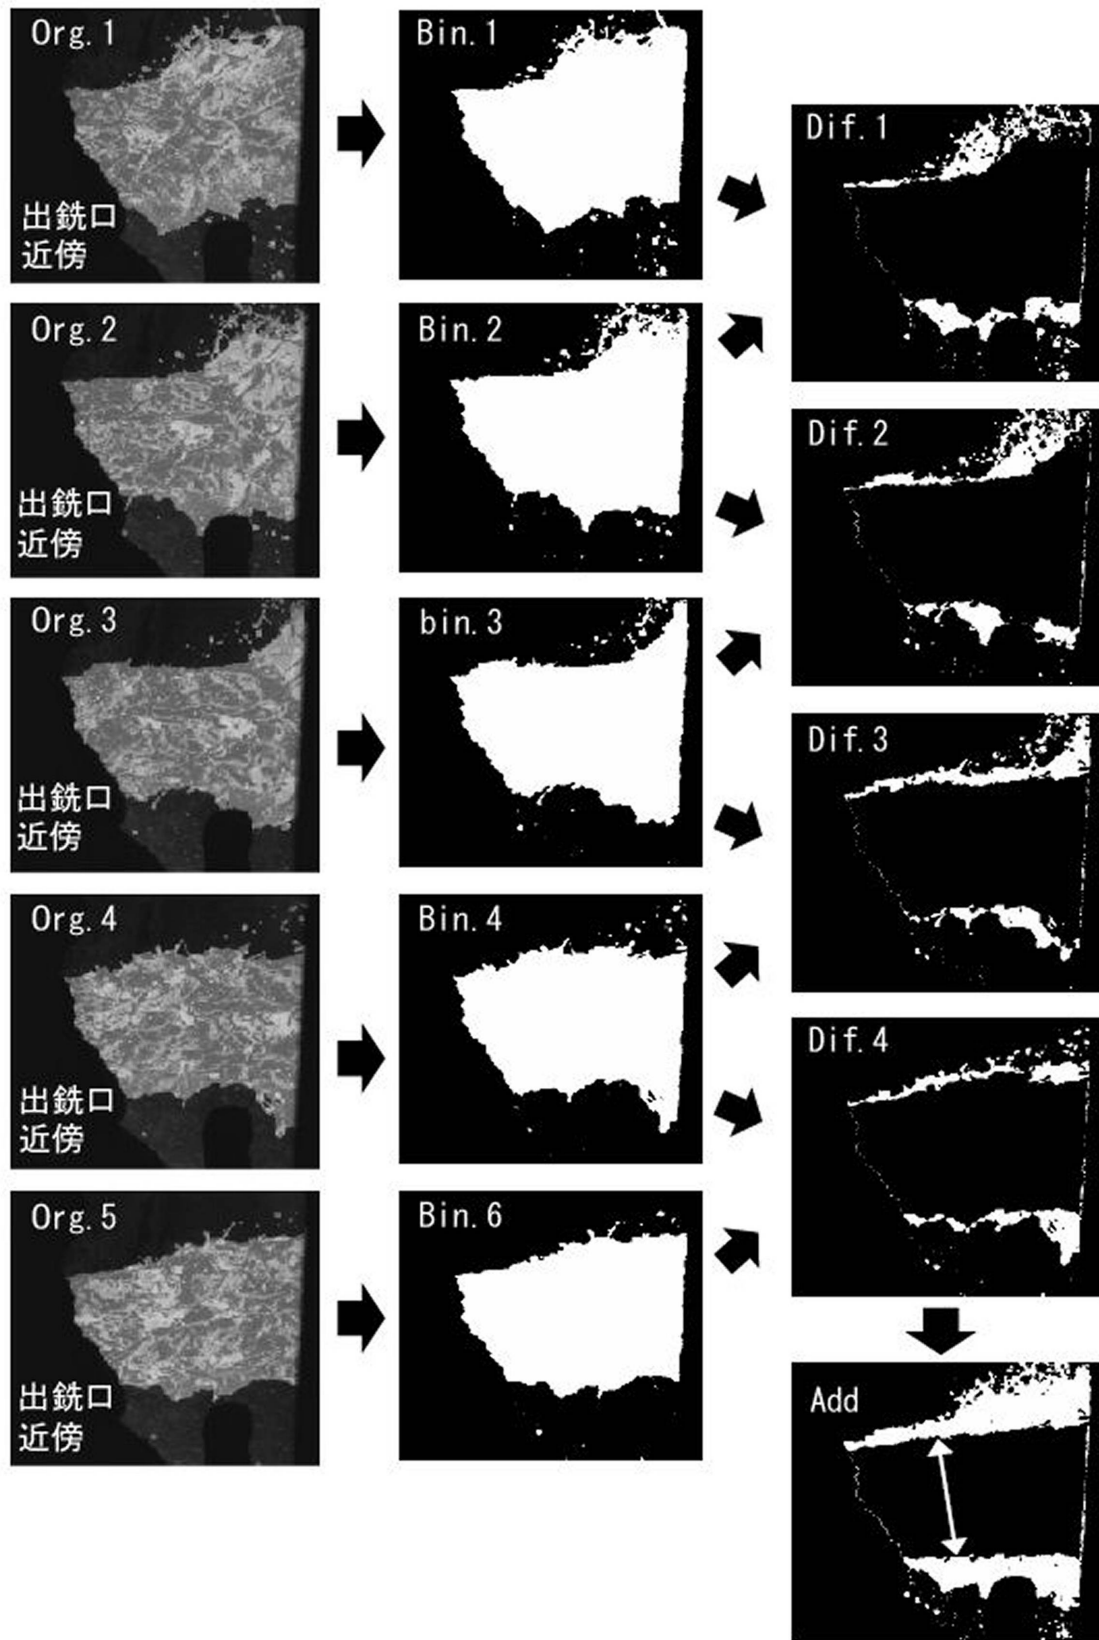 Org.1
出銑口
近傍
Bin.1
Dif.1
Org.2
出銑口
近傍
Bin.2
Dif.2
Org.3
出銑口
近傍
bin.3
Dif.3
Org.4
出銑口
近傍
Bin.4
Dif.4
Org.5
出銑口
近傍
Bin.6
Add